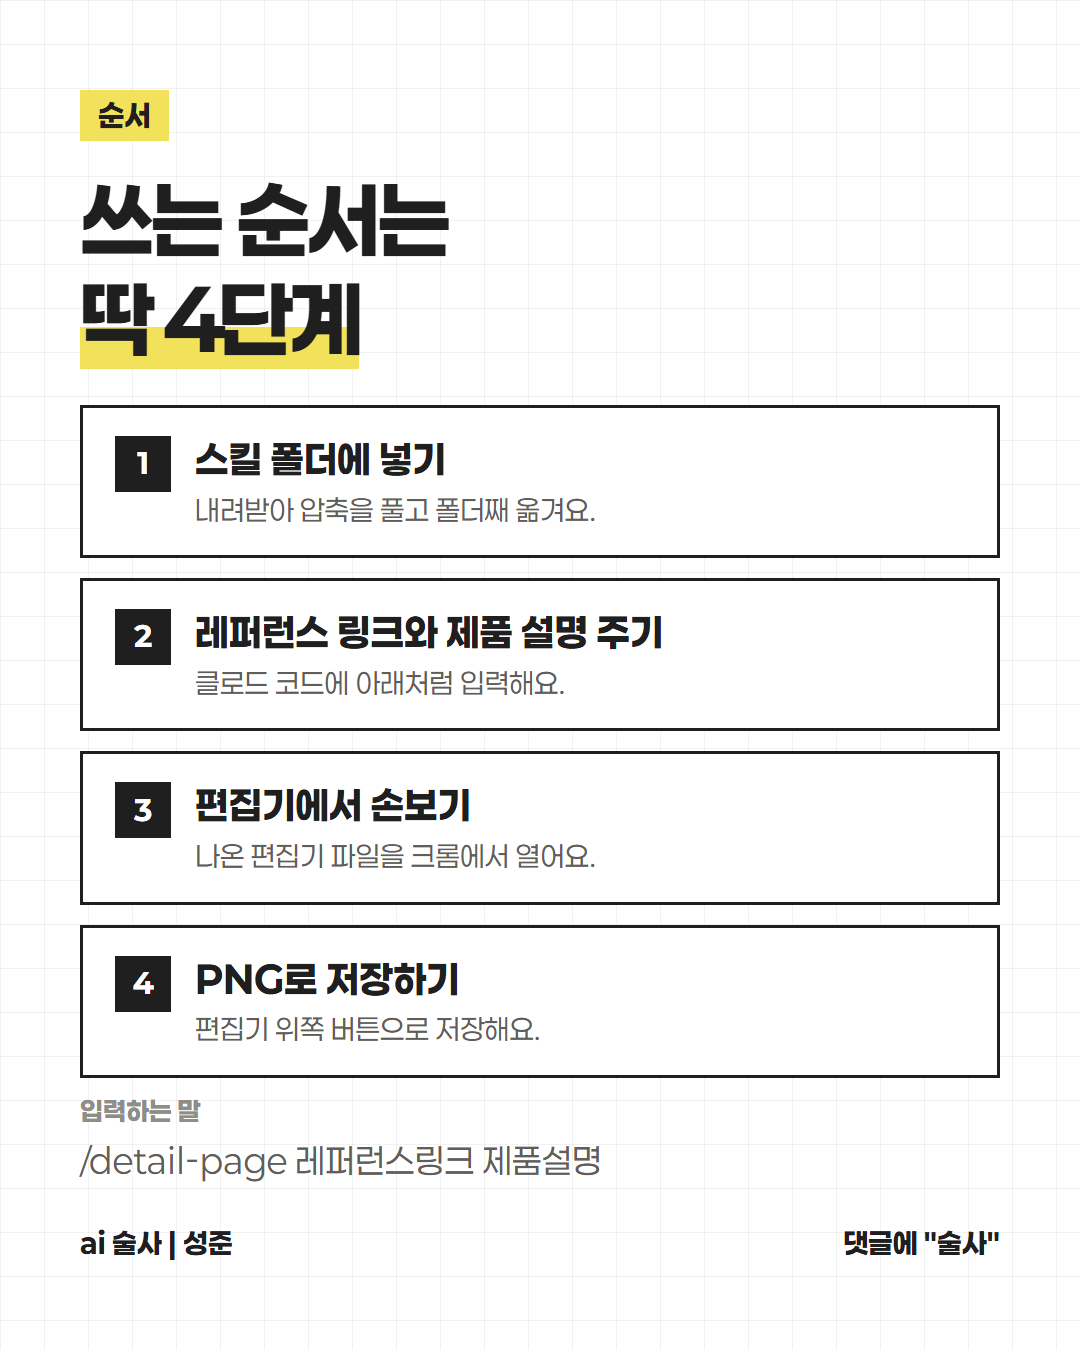 순서
쓰는 순서는
딱 4단계
1
스킬 폴더에 넣기
내려받아 압축을 풀고 폴더째 옮겨요.
2
레퍼런스 링크와 제품 설명 주기
클로드 코드에 아래처럼 입력해요.
3
편집기에서 손보기
나온 편집기 파일을 크롬에서 열어요.
4
PNG로 저장하기
편집기 위쪽 버튼으로 저장해요.
입력하는 말
/detail-page 레퍼런스링크 제품설명
ai 술사 | 성준
댓글에 "술사"